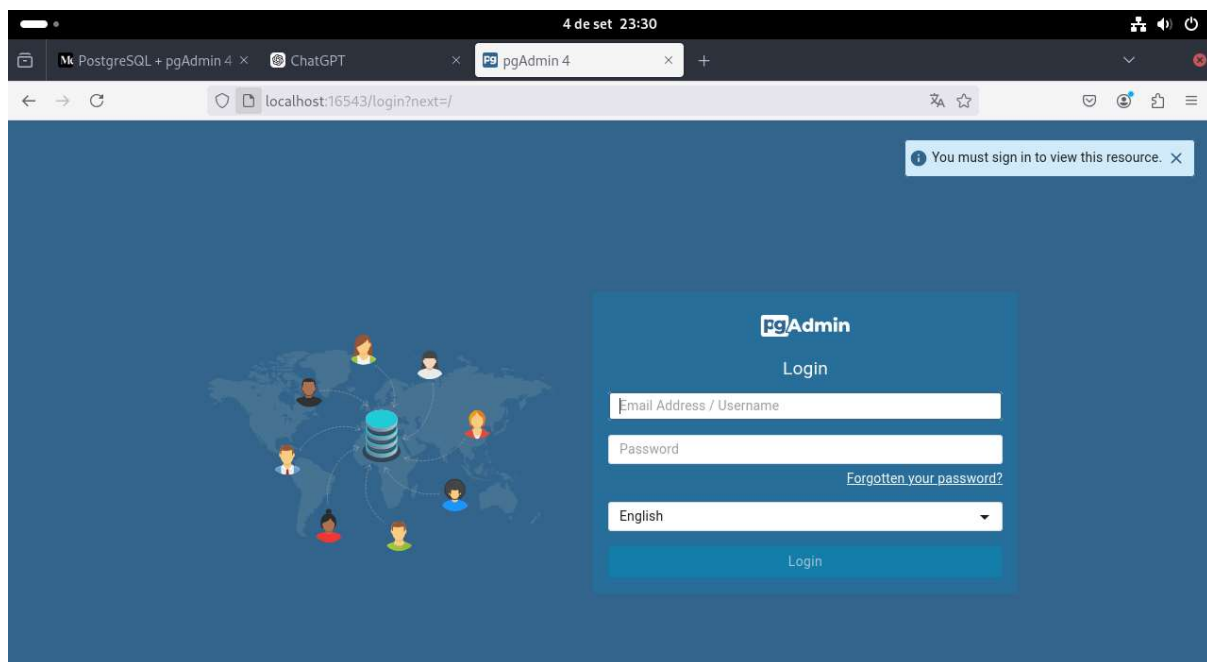 4 de set 23:30
PostgreSQL + pgAdmin 4
ChatGPT
pgAdmin 4
localhost:16543/login?next=/
You must sign in to view this resource.
pgAdmin
Login
Email Address / Username
Password
Forgotten your password?
English
Login